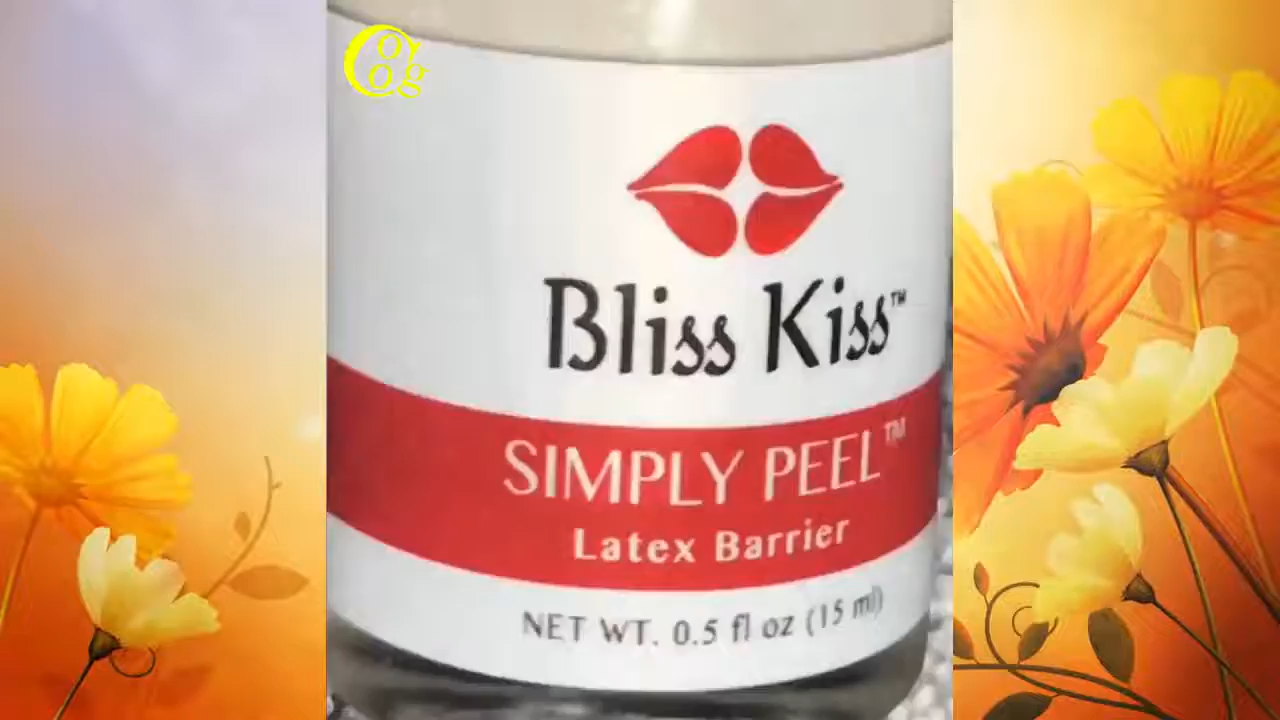 Bliss Kiss™
SIMPLY PEEL™
Latex Barrier
NET WT. 0.5 fl oz (15 ml)